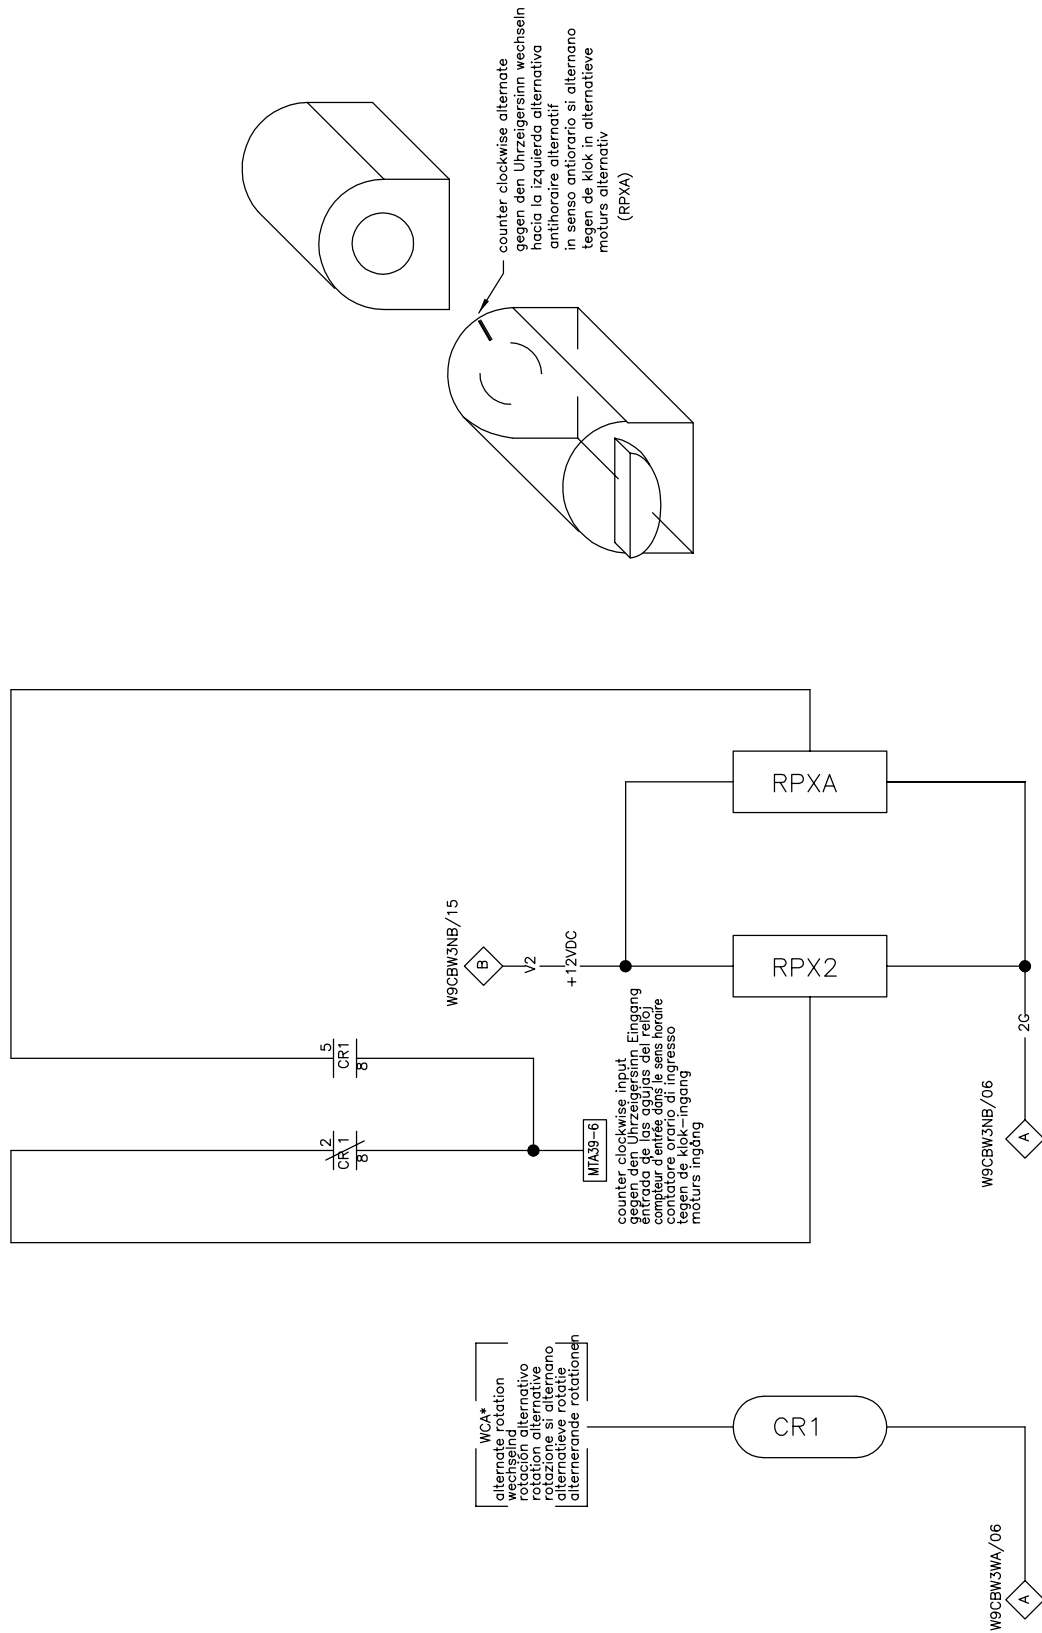 counter clockwise alternate
gegen den Uhrzeigersinn wechseln
hacia la izquierda alternativa
antihoraire alternatif
in senso antiorario si alternano
tegen de klok in alternatieve
moturs alternativ
(RPXA)
5
CR1
8
2
CR1
8
MTA39-6
W9CBW3NB/15
B
V2
+12VDC
counter clockwise input
gegen den Uhrzeigersinn Eingang
entrada de las agujas del reloj
compteur d'entrée dans le sens horaire
contatore orario di ingresso
tegen de klok-ingang
moturs ingång
RPXA
RPX2
2G
W9CBW3NB/06
A
WCA*
alternate rotation
wechselnd
rotación alternativo
rotation alternative
rotazione si alternano
alternatieve rotatie
alternerande rotationen
CR1
W9CBW3WA/06
A